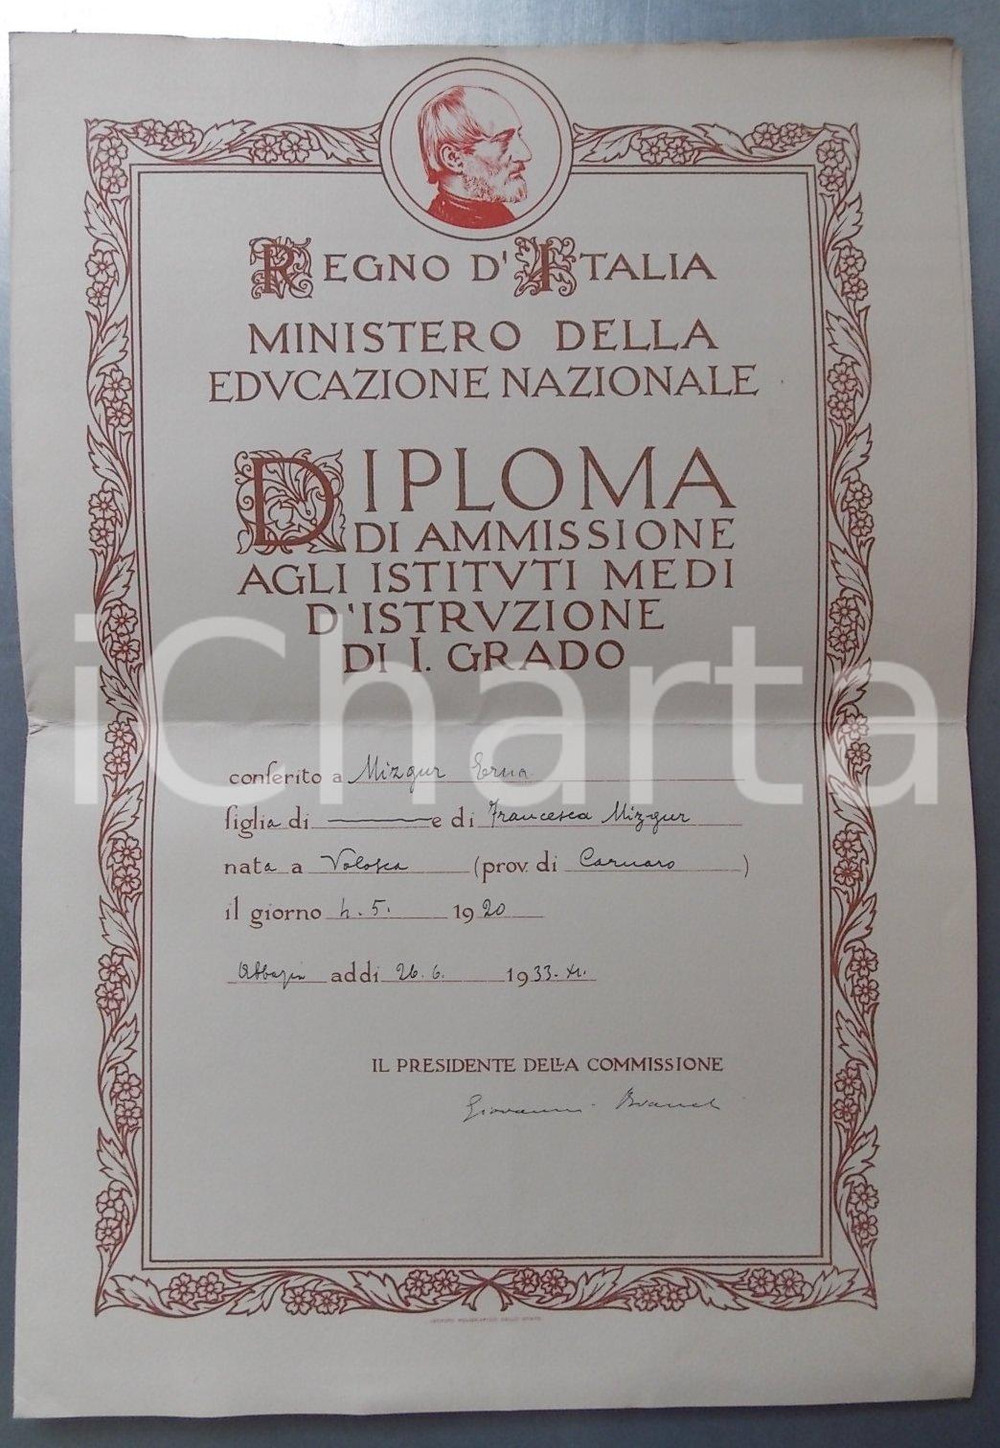 REGNO D'ITALIA
MINISTERO DELLA
EDVCAZIONE NAZIONALE
DIPLOMA
DI AMMISSIONE
AGLI ISTITVTI MEDI
D'ISTRVZIONE
DI I. GRADO
iCharta
conferito a Mizgur Erna
figlia di ——— e di Francesca Mizgur
nata a Volosca (prov. di Carnaro)
il giorno 4. 5. 1920
Abbazia addì 26. 6. 1933. XI.
IL PRESIDENTE DELLA COMMISSIONE
Giovanni